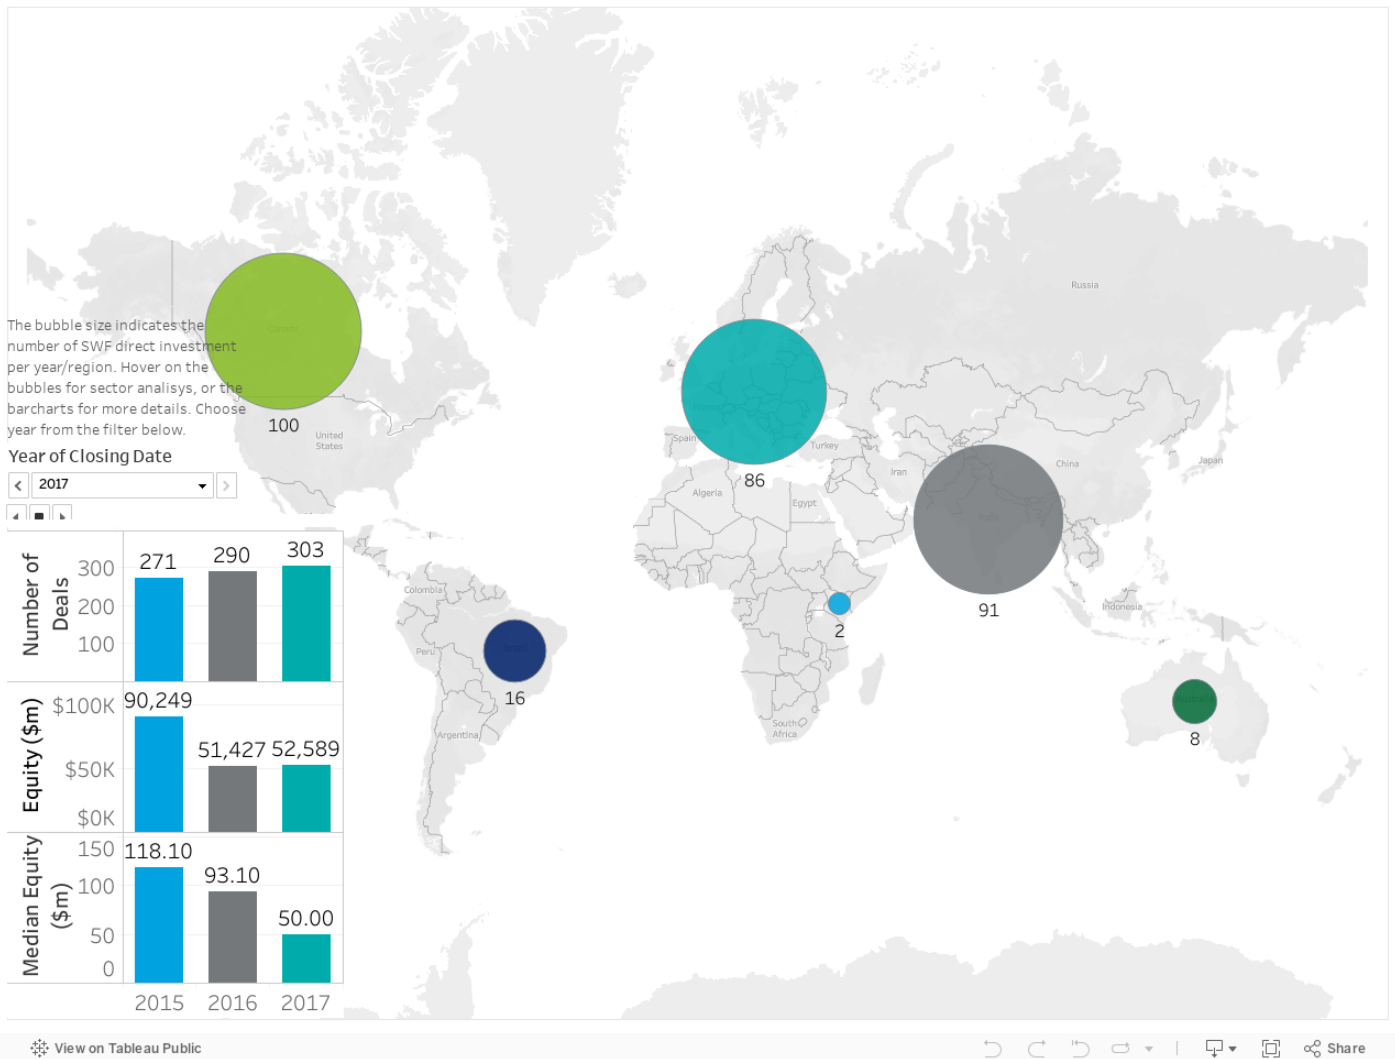 Russia
Canada
The bubble size indicates the
number of SWF direct investment
per year/region. Hover on the
bubbles for sector analisys, or the
barcharts for more details. Choose
year from the filter below.
100
United
States
Spain
Turkey
86
Iran
China
Japan
Algeria
Egypt
Year of Closing Date
2017
India
91
Indonesia
2
Colombia
Peru
Brazil
16
Argentina
South
Africa
Australia
8
Number of
Deals
300
200
100
271
290
303
Equity ($m)
$100K
$50K
$0K
90,249
51,427
52,589
Median Equity
($m)
150
100
50
0
118.10
93.10
50.00
2015
2016
2017
View on Tableau Public
Share